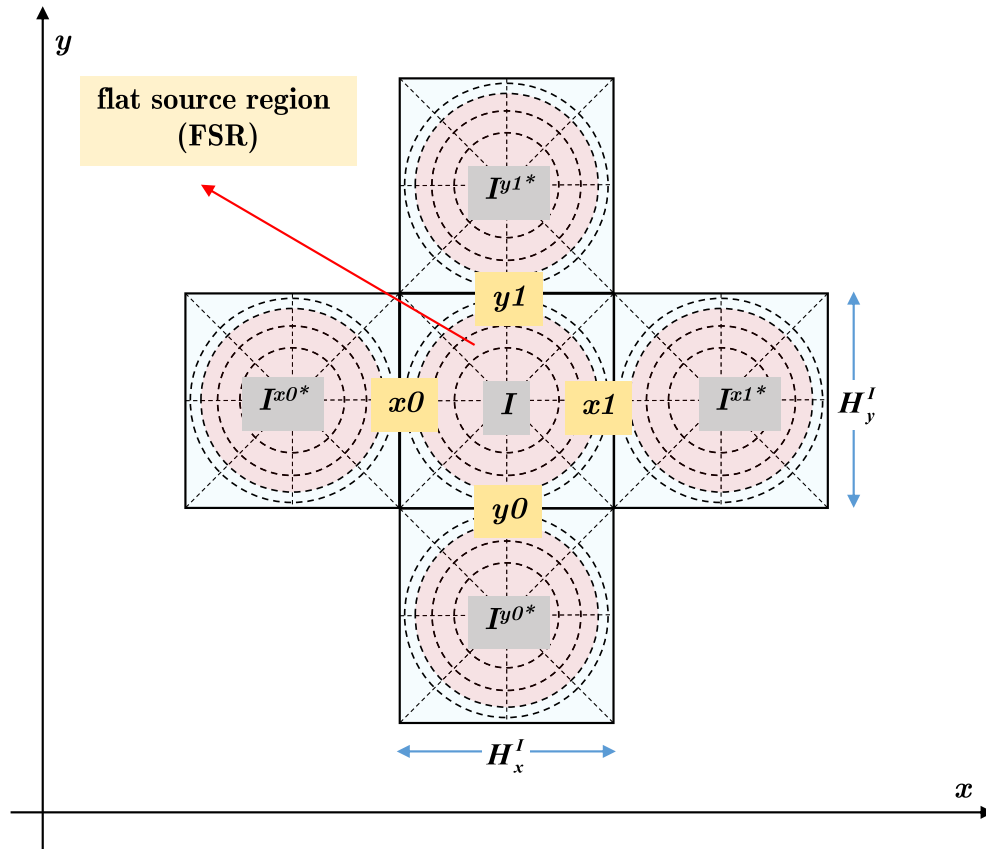 y
flat source region
(FSR)
I^{y1*}
y1
I^{x0*}
x0
I
x1
I^{x1*}
H_y^I
y0
I^{y0*}
H_x^I
x